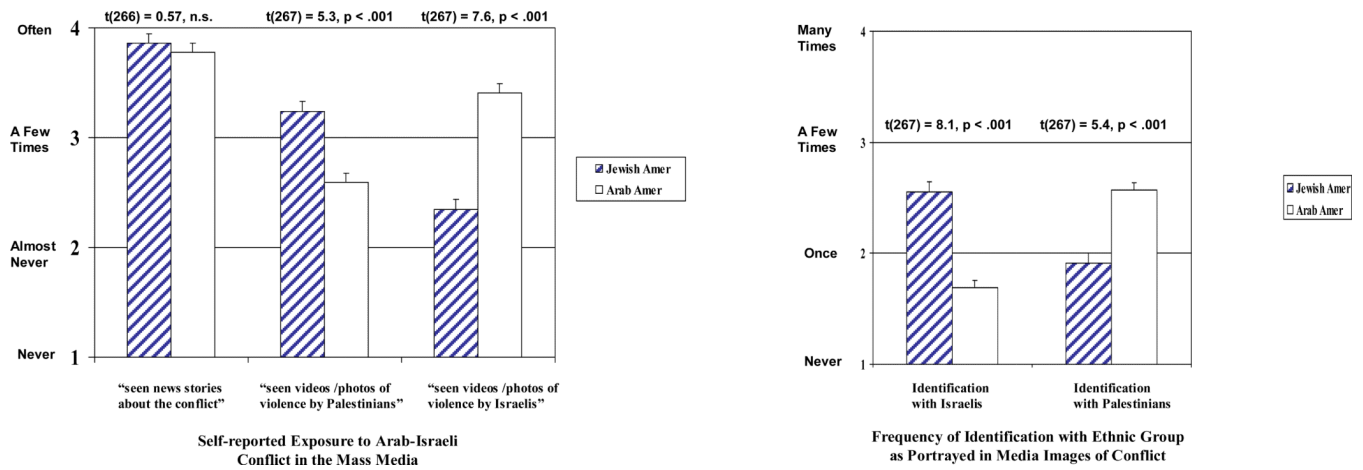 t(266) = 0.57, n.s.
t(267) = 5.3, p < .001
t(267) = 7.6, p < .001
Often
4
A Few
Times
3
Almost
Never
2
Never
1
“seen news stories
about the conflict”
“seen videos /photos of
violence by Palestinians”
“seen videos /photos of
violence by Israelis”
Jewish Amer
Arab Amer
Self-reported Exposure to Arab-Israeli
Conflict in the Mass Media
Many
Times
4
A Few
Times
3
Once
2
Never
1
t(267) = 8.1, p < .001
t(267) = 5.4, p < .001
Identification
with Israelis
Identification
with Palestinians
Jewish Amer
Arab Amer
Frequency of Identification with Ethnic Group
as Portrayed in Media Images of Conflict